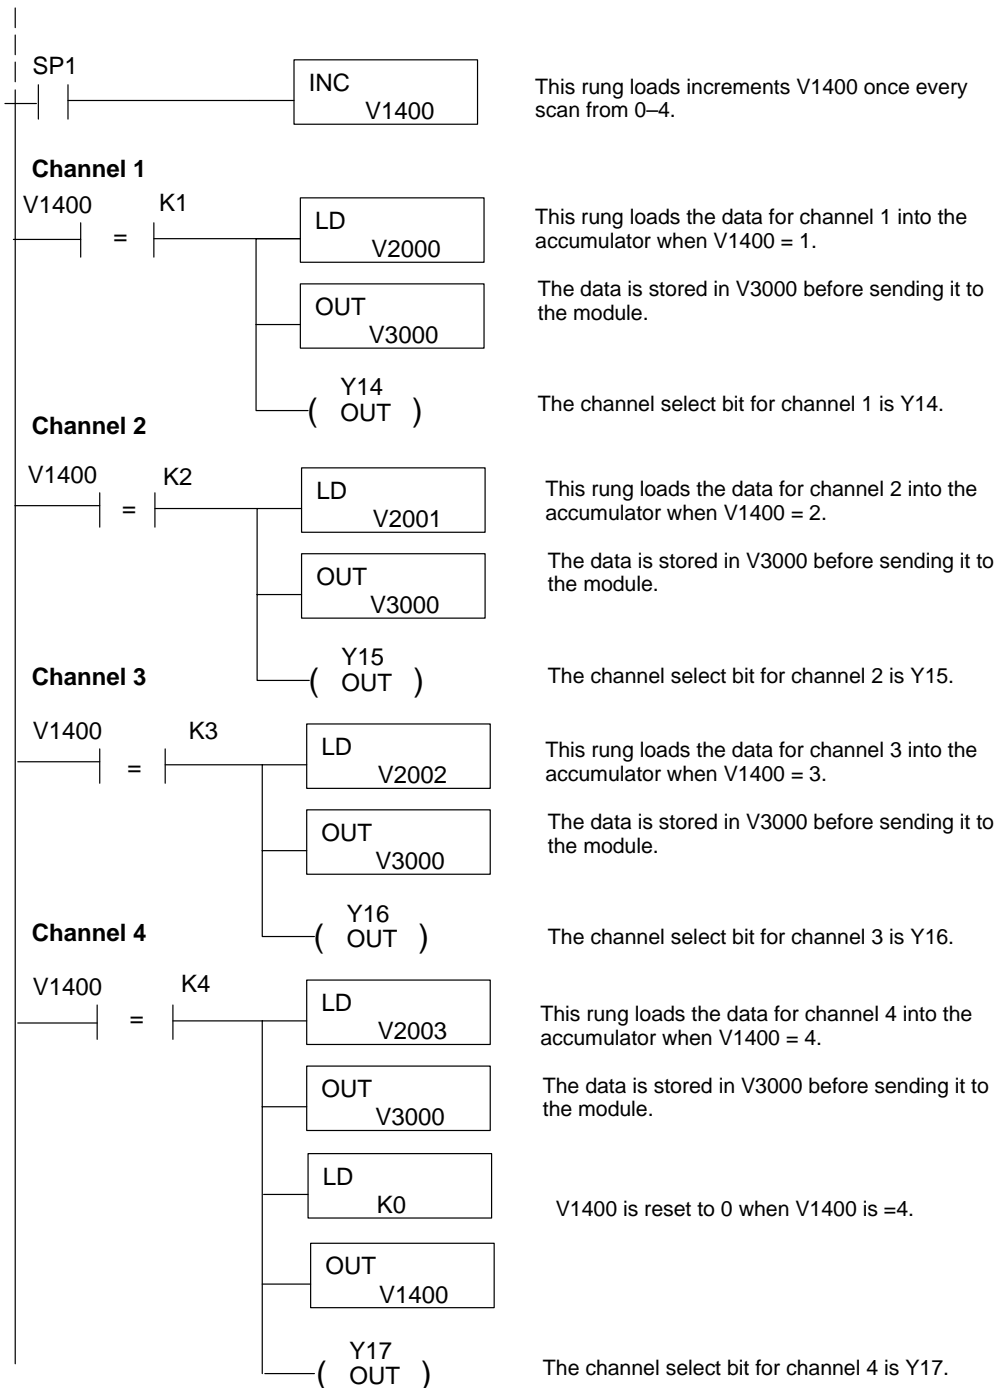 SP1
INC
V1400
This rung loads increments V1400 once every
scan from 0–4.
Channel 1
V1400
=
K1
LD
V2000
This rung loads the data for channel 1 into the
accumulator when V1400 = 1.
OUT
V3000
The data is stored in V3000 before sending it to
the module.
Y14
( OUT )
The channel select bit for channel 1 is Y14.
Channel 2
V1400
=
K2
LD
V2001
This rung loads the data for channel 2 into the
accumulator when V1400 = 2.
OUT
V3000
The data is stored in V3000 before sending it to
the module.
Y15
( OUT )
The channel select bit for channel 2 is Y15.
Channel 3
V1400
=
K3
LD
V2002
This rung loads the data for channel 3 into the
accumulator when V1400 = 3.
OUT
V3000
The data is stored in V3000 before sending it to
the module.
Y16
( OUT )
The channel select bit for channel 3 is Y16.
Channel 4
V1400
=
K4
LD
V2003
This rung loads the data for channel 4 into the
accumulator when V1400 = 4.
OUT
V3000
The data is stored in V3000 before sending it to
the module.
LD
K0
V1400 is reset to 0 when V1400 is =4.
OUT
V1400
Y17
( OUT )
The channel select bit for channel 4 is Y17.